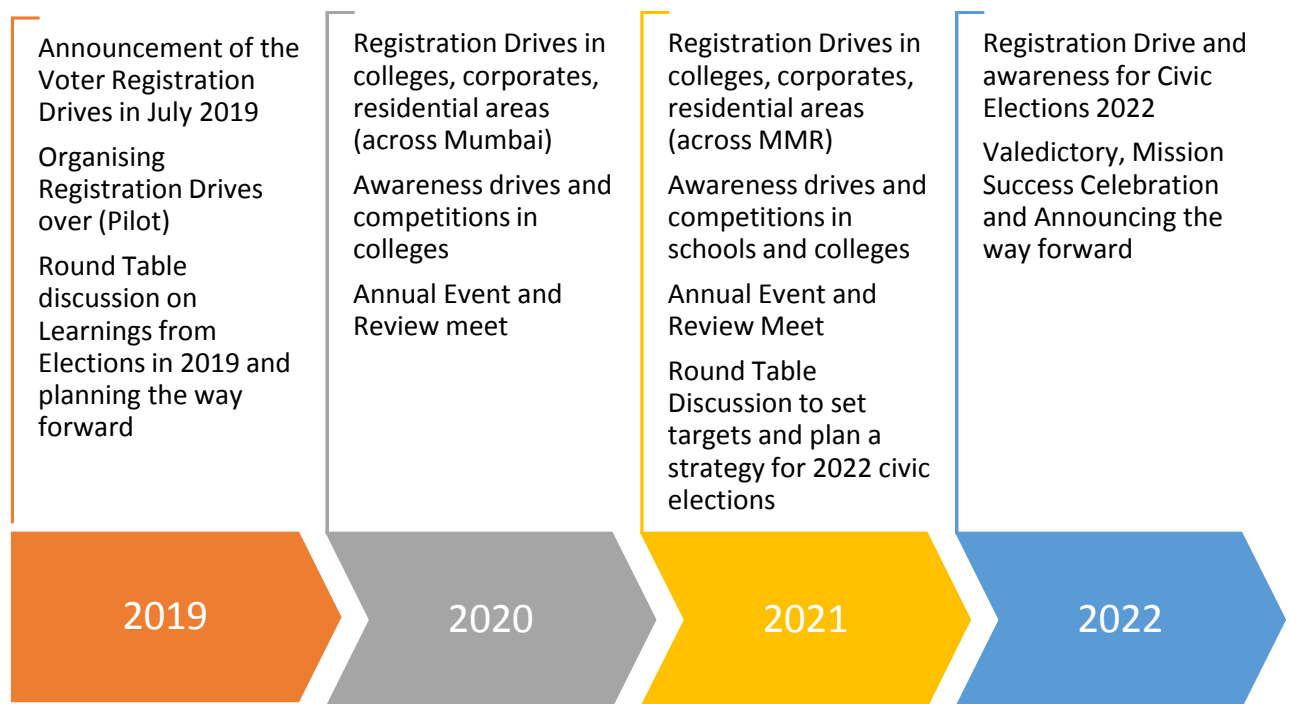 Announcement of the
Voter Registration
Drives in July 2019
Organising
Registration Drives
over (Pilot)
Round Table
discussion on
Learnings from
Elections in 2019 and
planning the way
forward
Registration Drives in
colleges, corporates,
residential areas
(across Mumbai)
Awareness drives and
competitions in
colleges
Annual Event and
Review meet
Registration Drives in
colleges, corporates,
residential areas
(across MMR)
Awareness drives and
competitions in
schools and colleges
Annual Event and
Review Meet
Round Table
Discussion to set
targets and plan a
strategy for 2022 civic
elections
Registration Drive and
awareness for Civic
Elections 2022
Valedictory, Mission
Success Celebration
and Announcing the
way forward
2019
2020
2021
2022